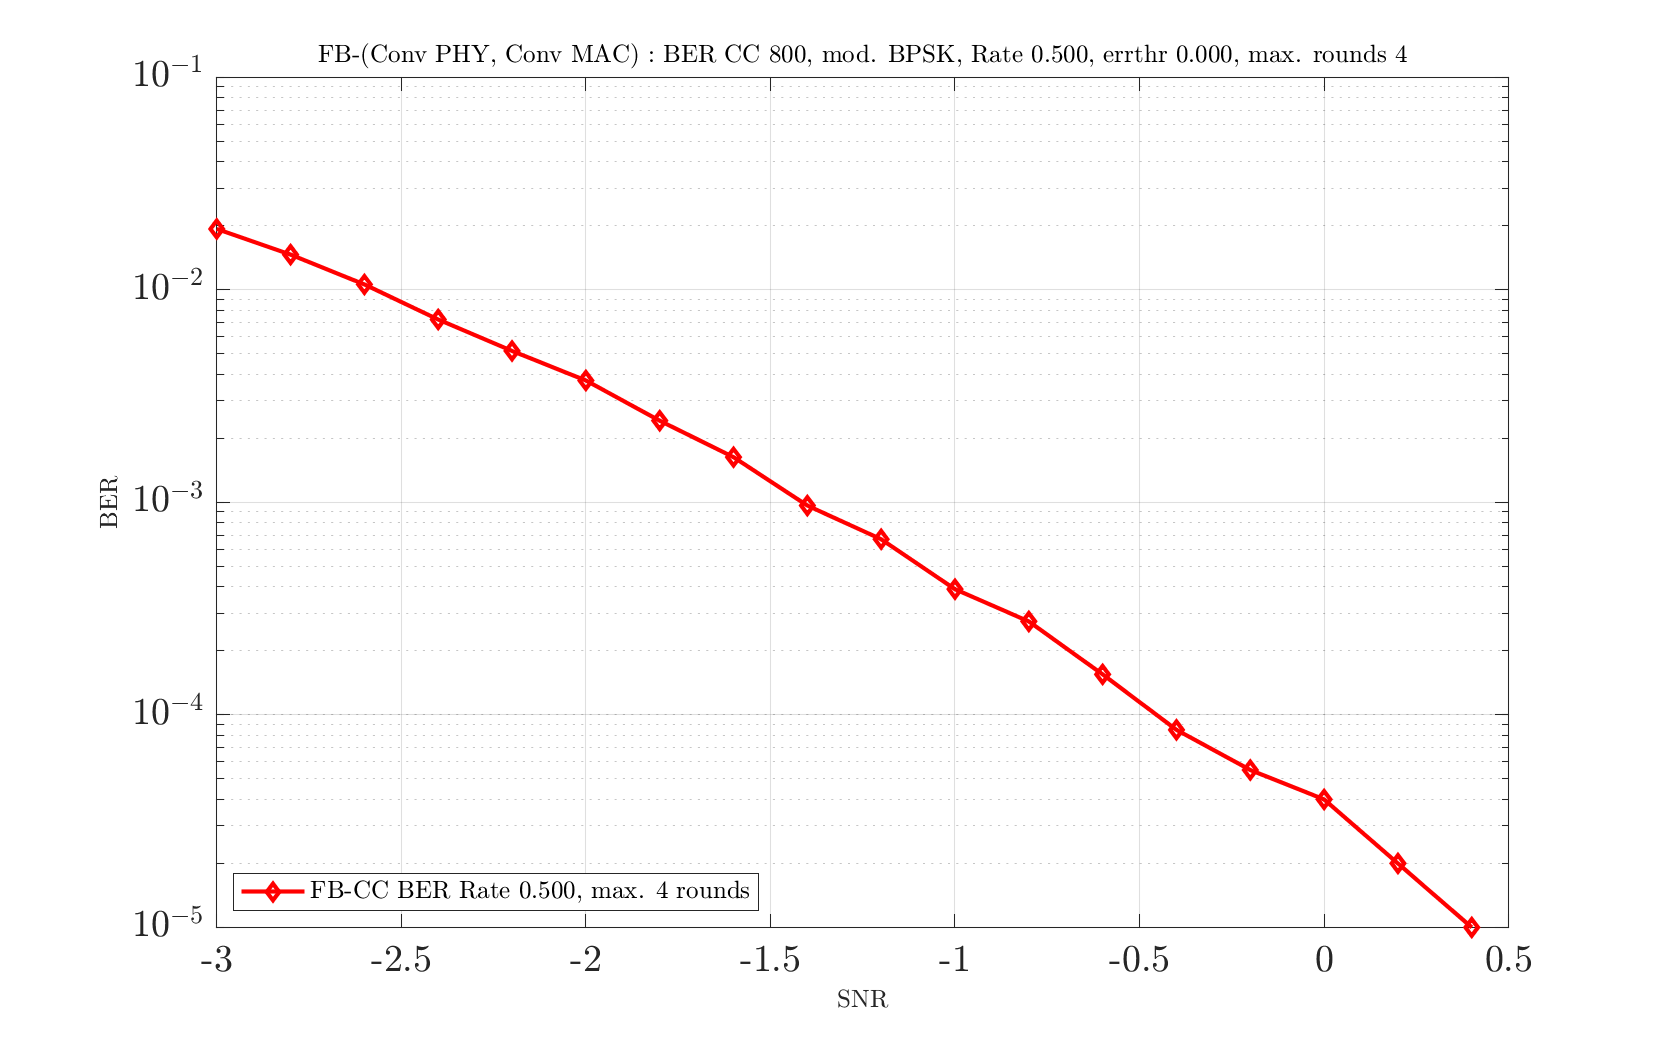 FB-(Conv PHY, Conv MAC) : BER CC 800, mod. BPSK, Rate 0.500, errthr 0.000, max. rounds 4
10^{-1}
10^{-2}
10^{-3}
10^{-4}
10^{-5}
BER
FB-CC BER Rate 0.500, max. 4 rounds
-3 -2.5 -2 -1.5 -1 -0.5 0 0.5
SNR